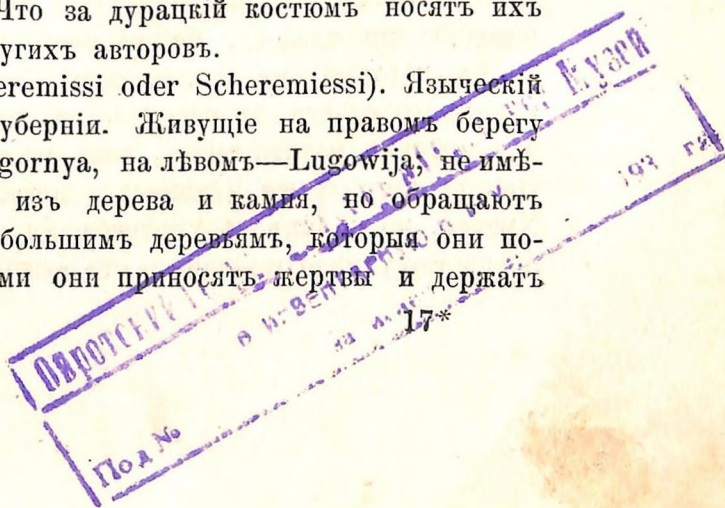 Что за дурацкій костюмъ носятъ ихъ
угихъ авторовъ.
eremissi oder Scheremiessi). Языческій
уберніи. Живущіе на правомъ берегу
gornya, на лѣвомъ—Lugowija; не имѣ-
изъ дерева и камня, но обращаютъ
большимъ деревьямъ, которыя они по-
ми они приносятъ жертвы и держатъ
17*
Музей
193 г.
Под №